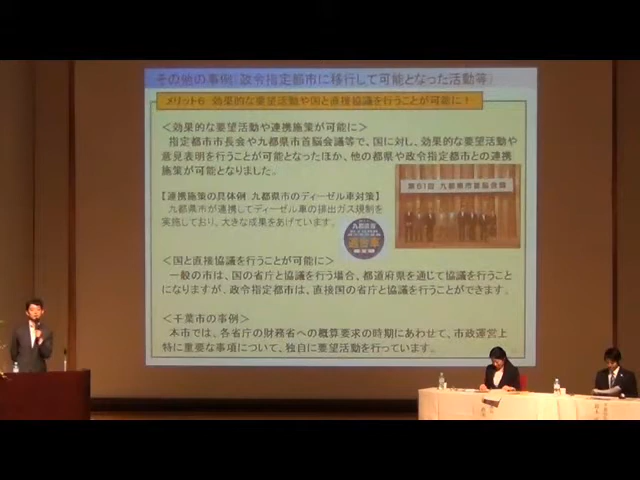 その他の事例(政令指定都市に移行して可能となった活動等)
メリット6 効果的な要望活動や国と直接協議を行うことが可能に!
<効果的な要望活動や連携施策が可能に>
指定都市市長会や九都県市首脳会議等で、国に対し、効果的な要望活動や
意見表明を行うことが可能となったほか、他の都県や政令指定都市との連携
施策が可能となりました。
【連携施策の具体例:九都県市のディーゼル車対策】
九都県市が連携してディーゼル車の排出ガス規制を
実施しており、大きな成果をあげています。
第61回 九都県市首脳会議
九都県市
適合車
<国と直接協議を行うことが可能に>
一般の市は、国の省庁と協議を行う場合、都道府県を通じて協議を行うこと
になりますが、政令指定都市は、直接国の省庁と協議を行うことができます。
<千葉市の事例>
本市では、各省庁の財務省への概算要求の時期にあわせて、市政運営上
特に重要な事項について、独自に要望活動を行っています。